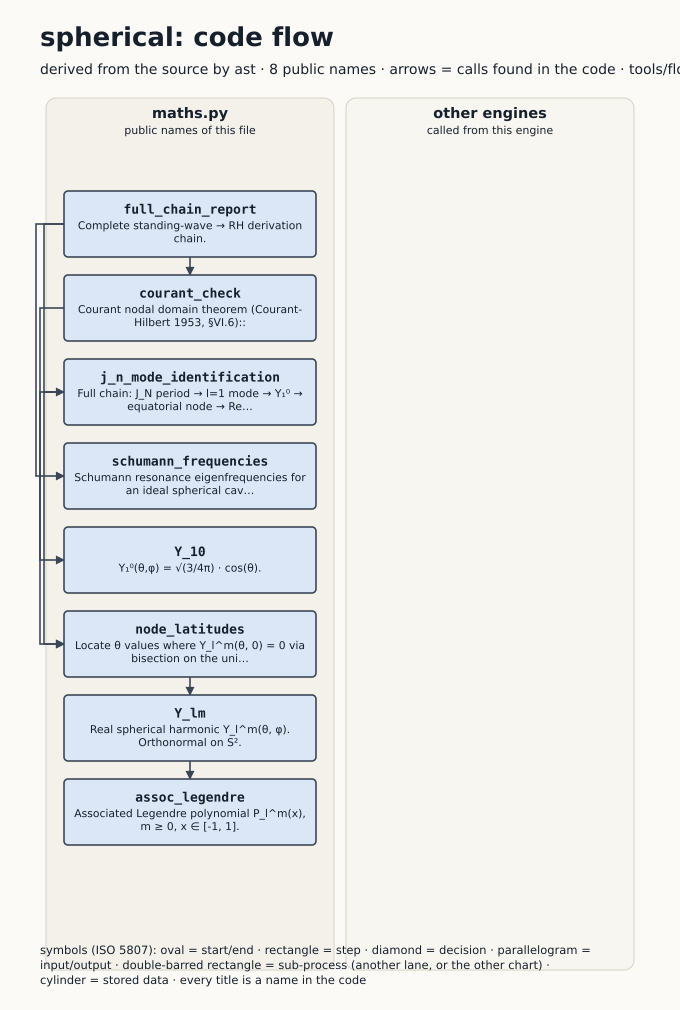 spherical: code flow
derived from the source by ast · 8 public names · arrows = calls found in the code · tools/flo
maths.py
public names of this file
other engines
called from this engine
full_chain_report
Complete standing-wave → RH derivation
chain.
courant_check
Courant nodal domain theorem (Courant-
Hilbert 1953, §VI.6)::
j_n_mode_identification
Full chain: J_N period → l=1 mode → Y₁⁰ →
equatorial node → Re…
schumann_frequencies
Schumann resonance eigenfrequencies for
an ideal spherical cav…
Y_10
Y₁⁰(θ,φ) = √(3/4π) · cos(θ).
node_latitudes
Locate θ values where Y_l^m(θ, 0) = 0 via
bisection on the uni…
Y_lm
Real spherical harmonic Y_l^m(θ, φ).
Orthonormal on S².
assoc_legendre
Associated Legendre polynomial P_l^m(x),
m ≥ 0, x ∈ [-1, 1].
symbols (ISO 5807): oval = start/end · rectangle = step · diamond = decision · parallelogram =
input/output · double-barred rectangle = sub-process (another lane, or the other chart) ·
cylinder = stored data · every title is a name in the code